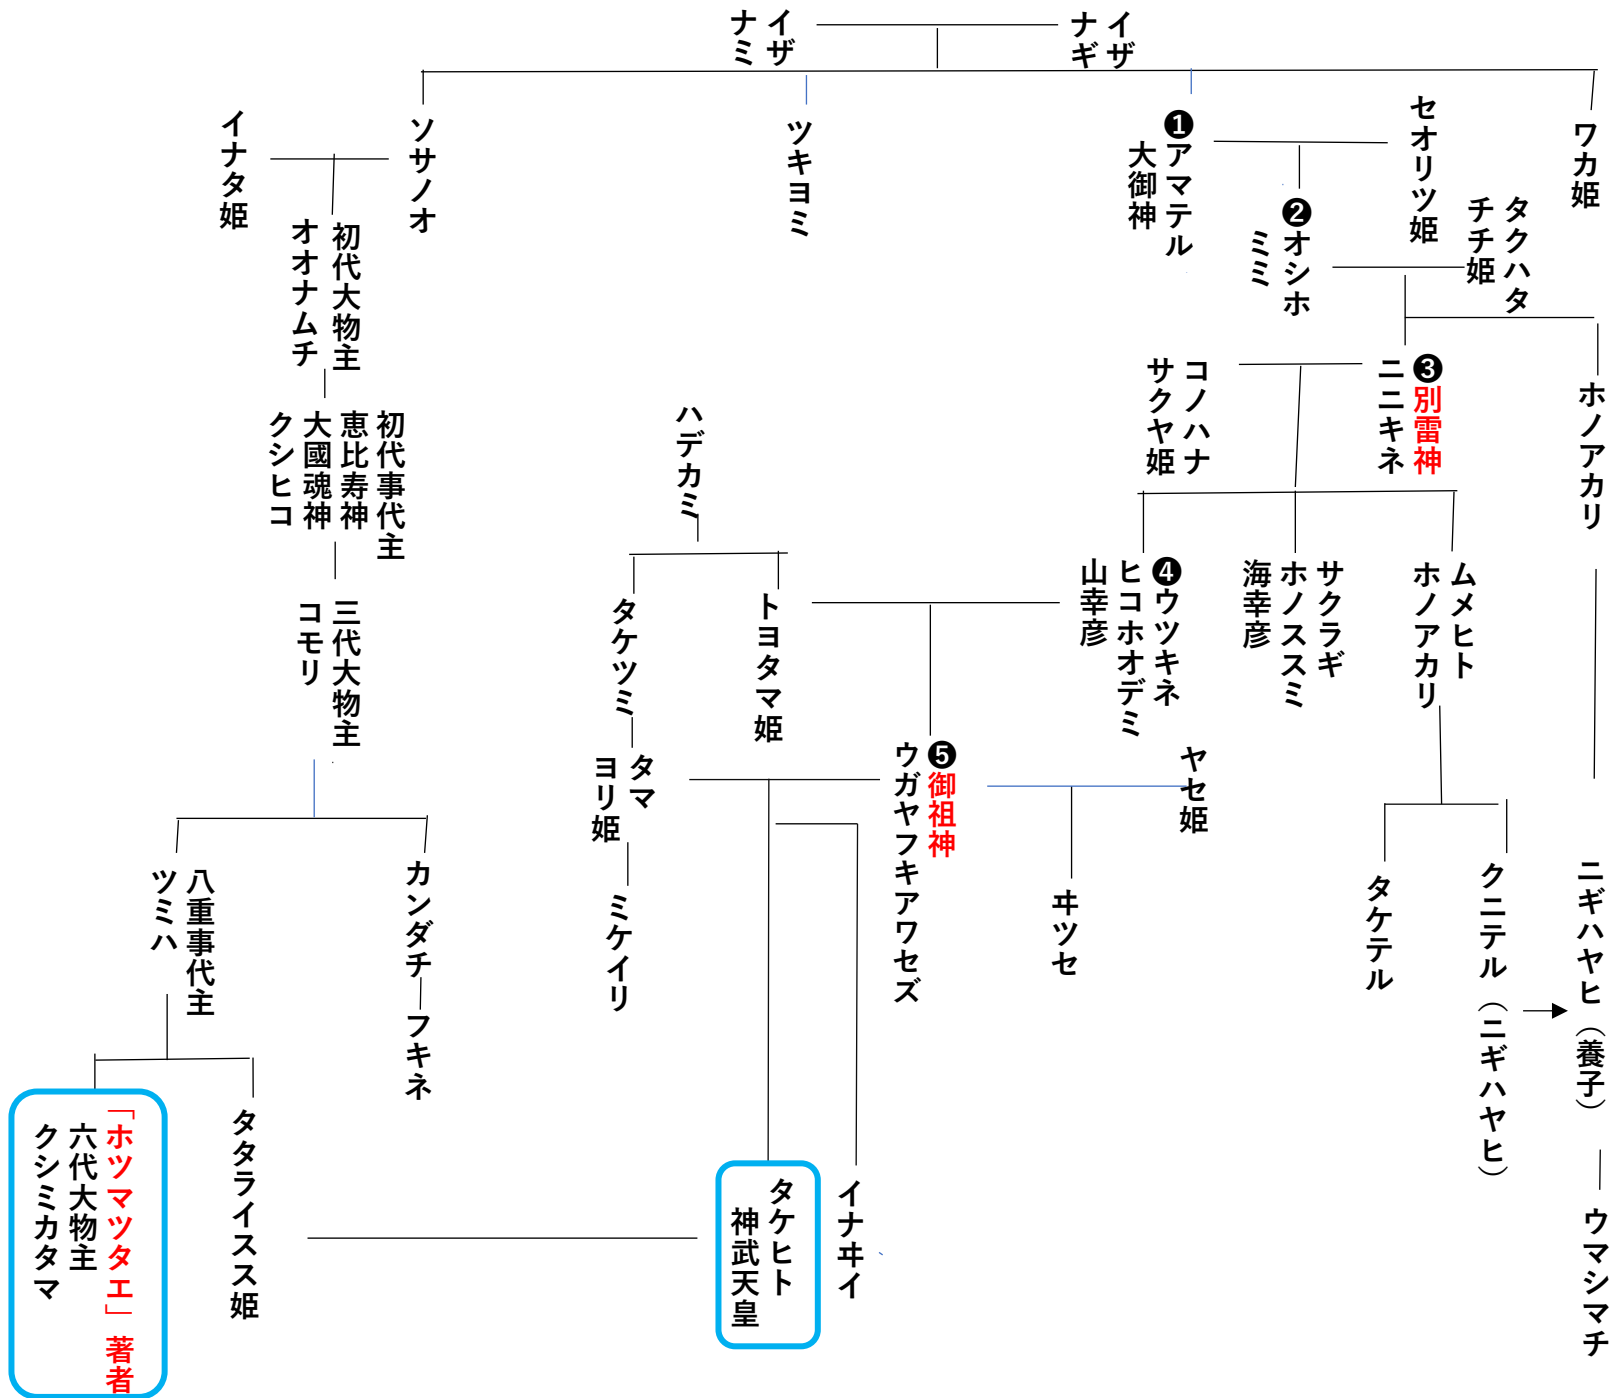 イザ
ナギ
イザ
ナミ
ワカ姫
セオリツ姫
❶アマテル
大御神
ツキヨミ
ソサノオ
イナタ姫
タクハタ
チチ姫
❷オシホ
ミミ
初代大物主
オオナムチ
ホノアカリ
❸別雷神
ニニキネ
コノハナ
サクヤ姫
ハデカミ
初代事代主
恵比寿神
大國魂神
クシヒコ
ムメヒト
ホノアカリ
サクラギ
ホノススミ
海幸彦
❹ウツキネ
ヒコホオデミ
山幸彦
トヨタマ姫
タケツミ
三代大物主
コモリ
ヤセ姫
❺御祖神
ウガヤフキアワセズ
タマ
ヨリ姫
ニギハヤヒ（養子）
クニテル（ニギハヤヒ）
タケテル
ヰツセ
ミケイリ
カンダチ
フキネ
八重事代主
ツミハ
ウマシマチ
イナヰイ
タケヒト
神武天皇
タタライスス姫
「ホツマツタエ」著者
六代大物主
クシミカタマ